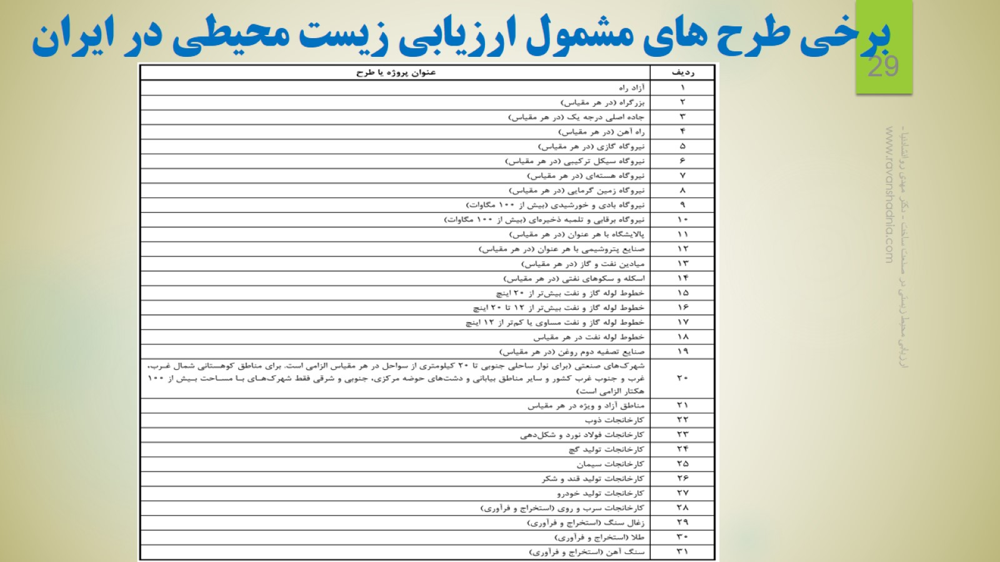 برخی طرح های مشمول ارزیابی زیست محیطی در ایران
29
ردیف عنوان پروژه یا طرح
۱ آزاد راه
۲ بزرگراه (در هر مقیاس)
۳ جاده اصلی درجه یک (در هر مقیاس)
۴ راه آهن (در هر مقیاس)
۵ نیروگاه گازی (در هر مقیاس)
۶ نیروگاه سیکل ترکیبی (در هر مقیاس)
۷ نیروگاه هسته‌ای (در هر مقیاس)
۸ نیروگاه زمین گرمایی (در هر مقیاس)
۹ نیروگاه بادی و خورشیدی (بیش از ۱۰۰ مگاوات)
۱۰ نیروگاه برقابی و تلمبه ذخیره‌ای (بیش از ۱۰۰ مگاوات)
۱۱ پالایشگاه با هر عنوان (در هر مقیاس)
۱۲ صنایع پتروشیمی با هر عنوان (در هر مقیاس)
۱۳ میادین نفت و گاز (در هر مقیاس)
۱۴ اسکله و سکوهای نفتی (در هر مقیاس)
۱۵ خطوط لوله گاز و نفت بیش‌تر از ۲۰ اینچ
۱۶ خطوط لوله گاز و نفت بیش‌تر از ۱۲ تا ۲۰ اینچ
۱۷ خطوط لوله گاز و نفت مساوی یا کم‌تر از ۱۲ اینچ
۱۸ خطوط لوله نفت در هر مقیاس
۱۹ صنایع تصفیه دوم روغن (در هر مقیاس)
۲۰ شهرک‌های صنعتی (برای نوار ساحلی جنوبی تا ۲۰ کیلومتری از سواحل در هر مقیاس الزامی است. برای مناطق کوهستانی شمال غرب،
غرب و جنوب غرب کشور و سایر مناطق بیابانی و دشت‌های حوضه مرکزی، جنوبی و شرقی فقط شهرک‌های با مساحت بیش از ۱۰۰
هکتار الزامی است)
۲۱ مناطق آزاد و ویژه در هر مقیاس
۲۲ کارخانجات ذوب
۲۳ کارخانجات فولاد نورد و شکل‌دهی
۲۴ کارخانجات تولید گچ
۲۵ کارخانجات سیمان
۲۶ کارخانجات تولید قند و شکر
۲۷ کارخانجات تولید خودرو
۲۸ کارخانجات سرب و روی (استخراج و فرآوری)
۲۹ زغال سنگ (استخراج و فرآوری)
۳۰ طلا (استخراج و فرآوری)
۳۱ سنگ آهن (استخراج و فرآوری)
ارزیابی محیط زیستی در صنعت ساخت - دکتر مهدی روانشادنیا -
www.ravanshadnia.com